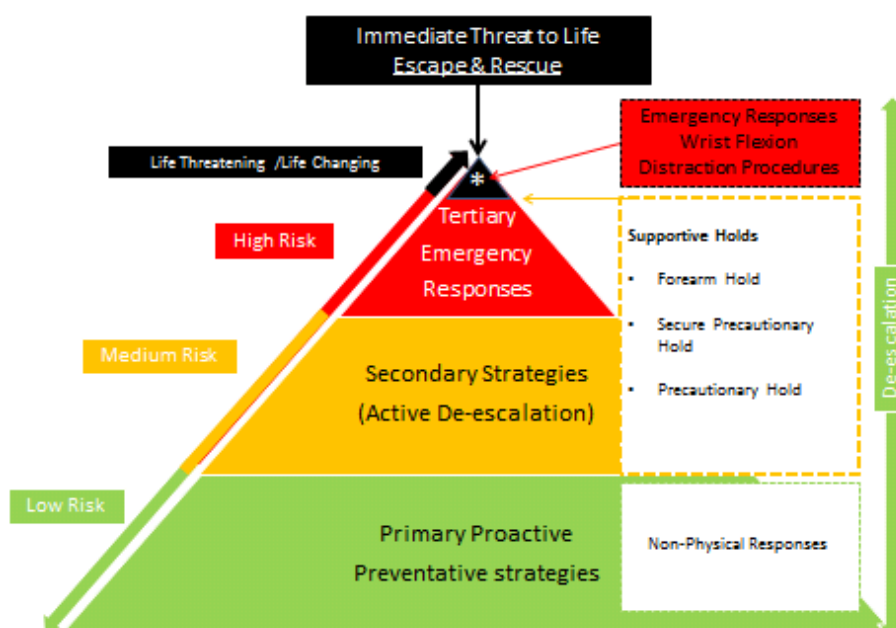 Immediate Threat to Life
Escape & Rescue
Emergency Responses
Wrist Flexion
Distraction Procedures
Life Threatening /Life Changing
*
Tertiary
Emergency
Responses
High Risk
Supportive Holds
▪ Forearm Hold
▪ Secure Precautionary
Hold
▪ Precautionary Hold
De-escalation
Medium Risk
Secondary Strategies
(Active De-escalation)
Low Risk
Primary Proactive
Preventative strategies
Non-Physical Responses